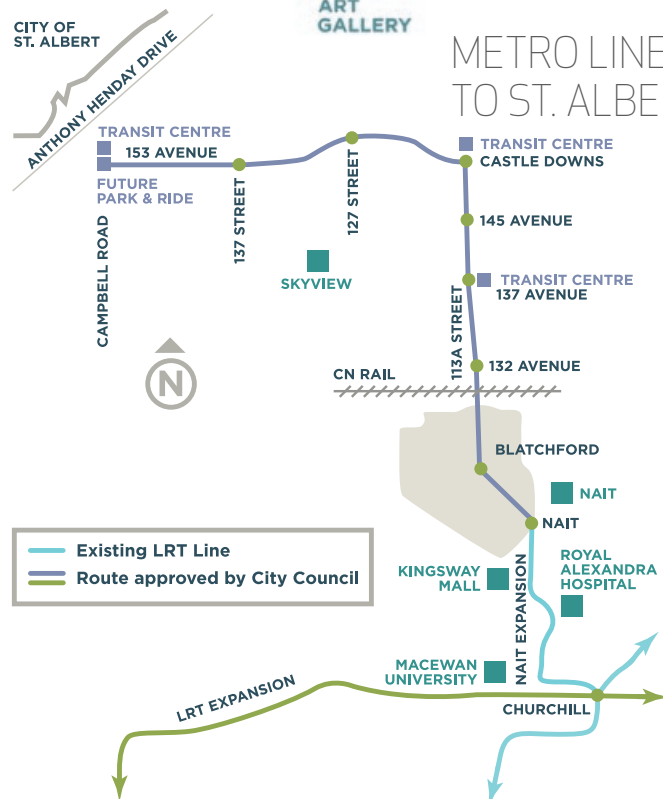 ART
GALLERY
CITY OF
ST. ALBERT
METRO LINE
TO ST. ALBE
ANTHONY HENDAY DRIVE
TRANSIT CENTRE
153 AVENUE
FUTURE
PARK & RIDE
CAMPBELL ROAD
137 STREET
127 STREET
SKYVIEW
TRANSIT CENTRE
CASTLE DOWNS
145 AVENUE
TRANSIT CENTRE
137 AVENUE
113A STREET
132 AVENUE
CN RAIL
N
BLATCHFORD
NAIT
NAIT
Existing LRT Line
Route approved by City Council
KINGSWAY
MALL
NAIT EXPANSION
ROYAL
ALEXANDRA
HOSPITAL
MACEWAN
UNIVERSITY
LRT EXPANSION
CHURCHILL